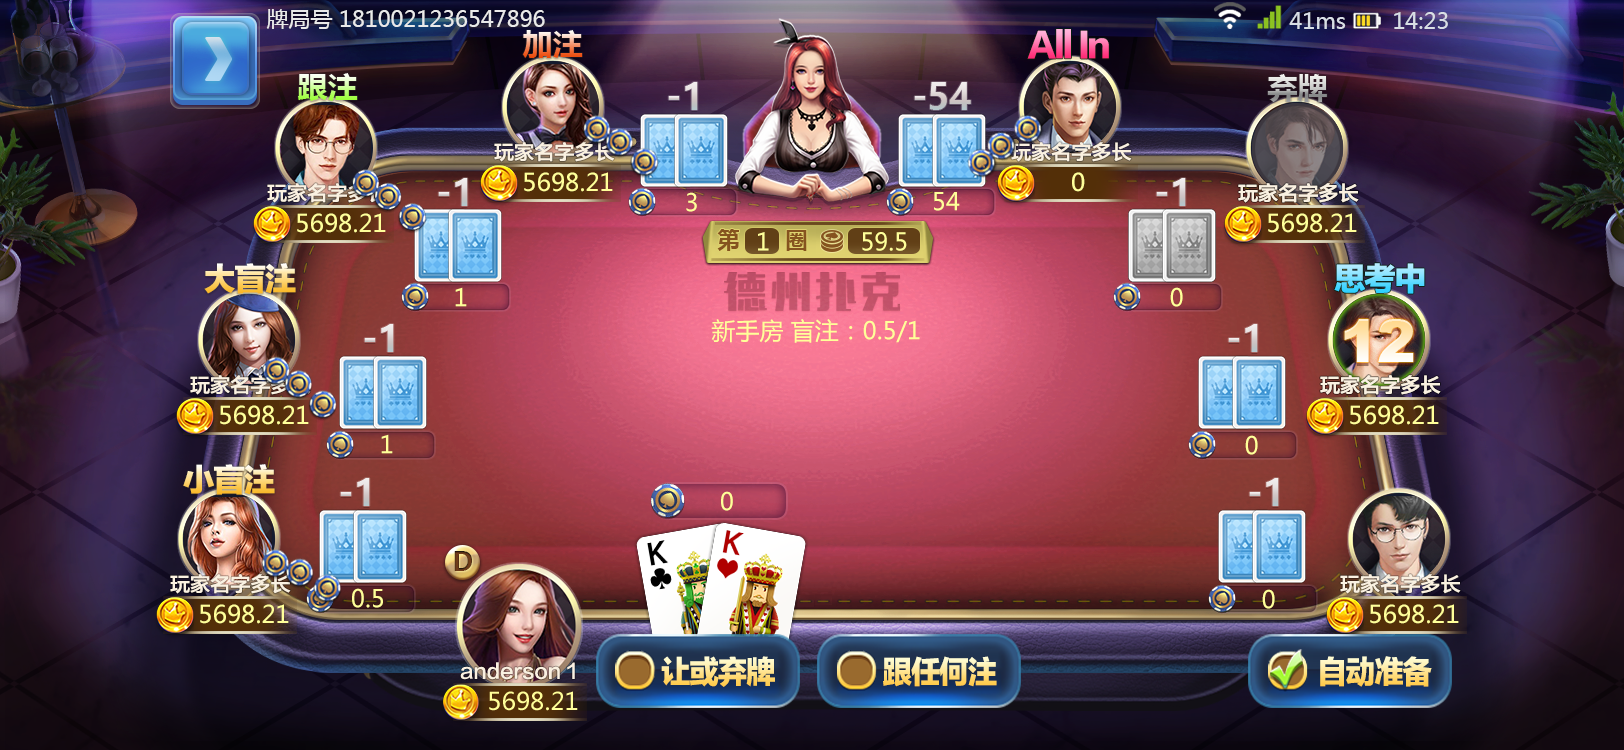 牌局号 1810021236547896
41ms
14:23
加注
All In
跟注
弃牌
-1
-54
玩家名字多长
5698.21
3
54
玩家名字多长
0
玩家名字多
5698.21
-1
1
-1
0
玩家名字多长
5698.21
第 1 圈 59.5
德州扑克
新手房 盲注：0.5/1
大盲注
玩家名字多
5698.21
-1
1
思考中
12
-1
0
玩家名字多长
5698.21
小盲注
玩家名字多长
5698.21
-1
0.5
0
-1
0
玩家名字多长
5698.21
D
K
K
anderson 1
5698.21
让或弃牌
跟任何注
自动准备